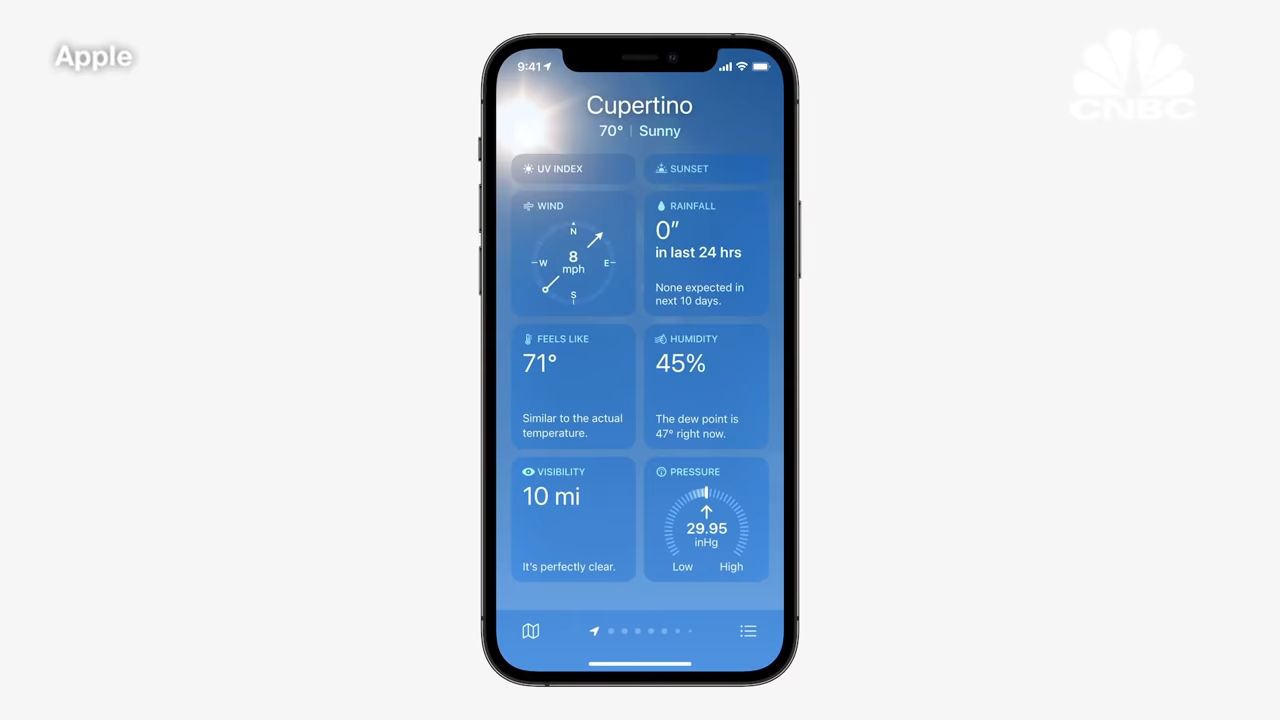 Apple
CNBC
9:41
Cupertino
70° | Sunny
UV INDEX
SUNSET
WIND
N
W
E
S
8
mph
RAINFALL
0”
in last 24 hrs
None expected in
next 10 days.
FEELS LIKE
71°
Similar to the actual
temperature.
HUMIDITY
45%
The dew point is
47° right now.
VISIBILITY
10 mi
It's perfectly clear.
PRESSURE
29.95
inHg
Low High